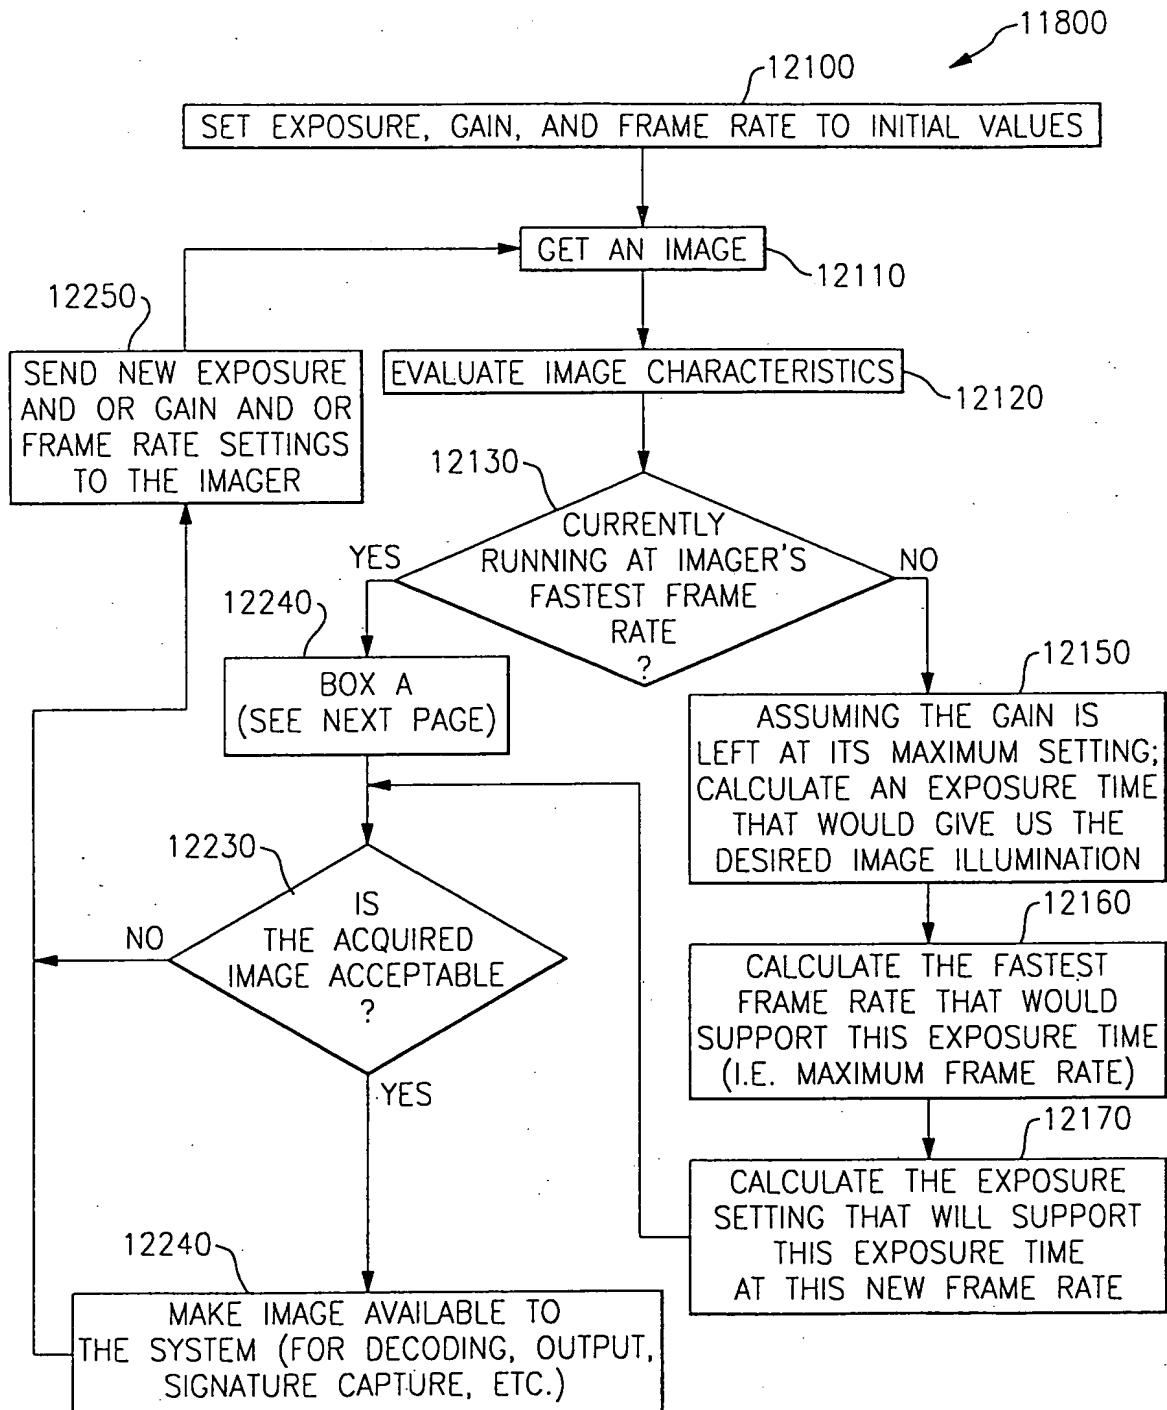 11800
12100
SET EXPOSURE, GAIN, AND FRAME RATE TO INITIAL VALUES
GET AN IMAGE
12110
12250
SEND NEW EXPOSURE
AND OR GAIN AND OR
FRAME RATE SETTINGS
TO THE IMAGER
EVALUATE IMAGE CHARACTERISTICS
12120
12130
CURRENTLY
RUNNING AT IMAGER'S
FASTEST FRAME
RATE
?
YES
NO
12240
BOX A
(SEE NEXT PAGE)
12150
ASSUMING THE GAIN IS
LEFT AT ITS MAXIMUM SETTING;
CALCULATE AN EXPOSURE TIME
THAT WOULD GIVE US THE
DESIRED IMAGE ILLUMINATION
12230
IS
THE ACQUIRED
IMAGE ACCEPTABLE
?
NO
YES
12160
CALCULATE THE FASTEST
FRAME RATE THAT WOULD
SUPPORT THIS EXPOSURE TIME
(I.E. MAXIMUM FRAME RATE)
12170
CALCULATE THE EXPOSURE
SETTING THAT WILL SUPPORT
THIS EXPOSURE TIME
AT THIS NEW FRAME RATE
12240
MAKE IMAGE AVAILABLE TO
THE SYSTEM (FOR DECODING, OUTPUT,
SIGNATURE CAPTURE, ETC.)